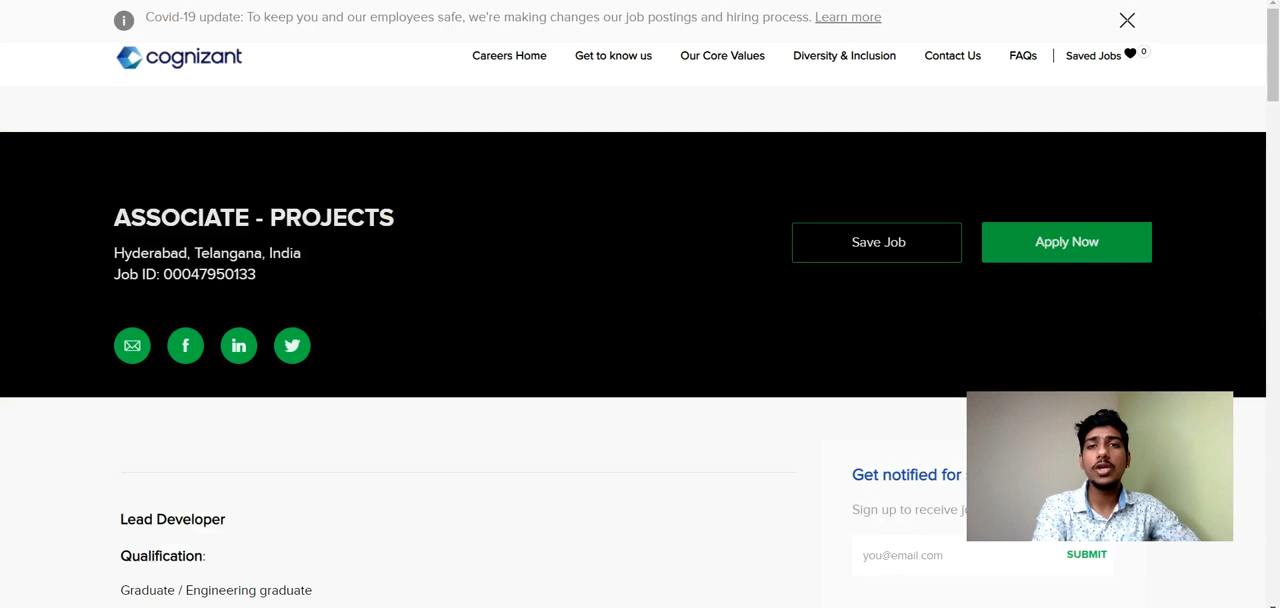 Covid-19 update: To keep you and our employees safe, we're making changes our job postings and hiring process. Learn more
cognizant
Careers Home Get to know us Our Core Values Diversity & Inclusion Contact Us FAQs Saved Jobs 0
ASSOCIATE - PROJECTS
Hyderabad, Telangana, India
Job ID: 00047950133
Save Job
Apply Now
Lead Developer
Qualification:
Graduate / Engineering graduate
Get notified for
Sign up to receive
you@email.com
SUBMIT